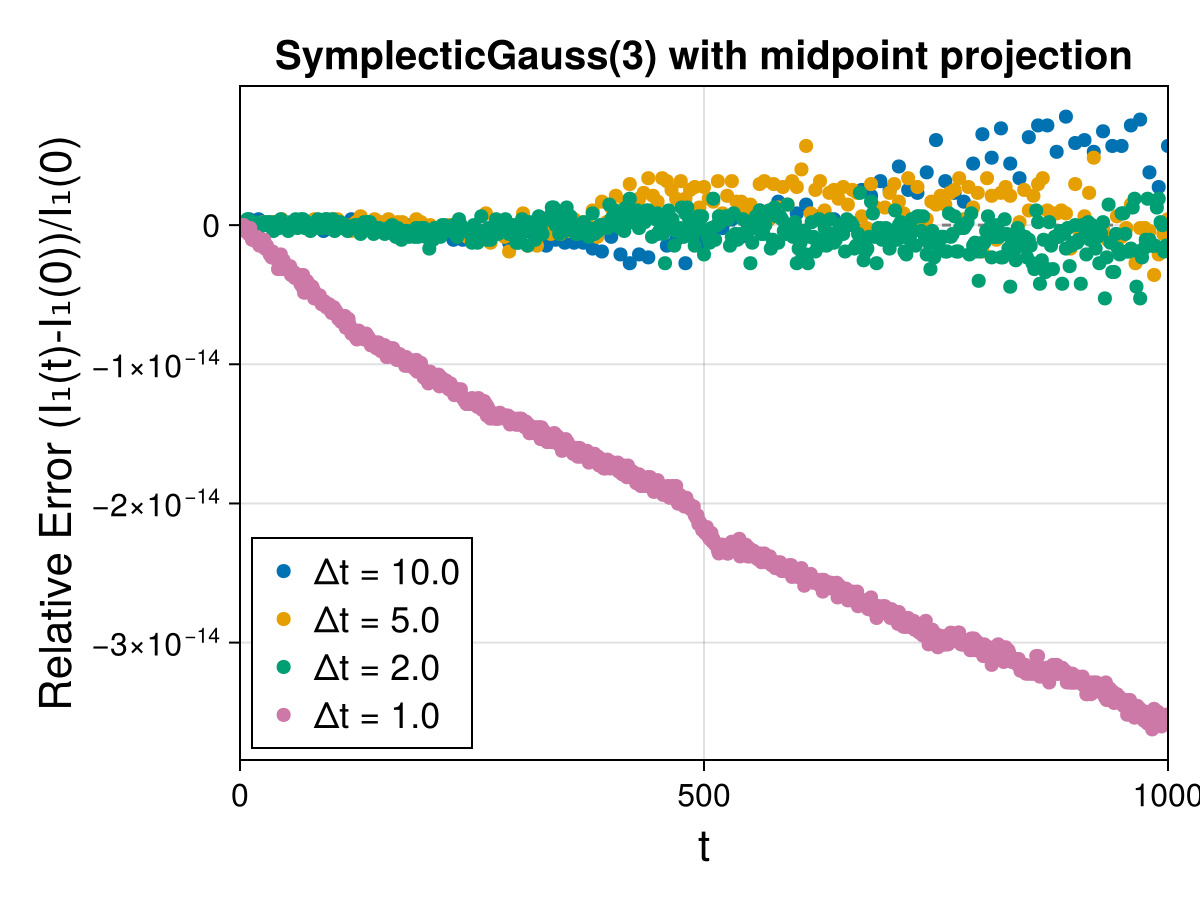 SymplecticGauss(3) with midpoint projection
Relative Error (I₁(t)-I₁(0))/I₁(0)
0
−1×10⁻¹⁴
−2×10⁻¹⁴
−3×10⁻¹⁴
Δt = 10.0
Δt = 5.0
Δt = 2.0
Δt = 1.0
0 500 1000
t